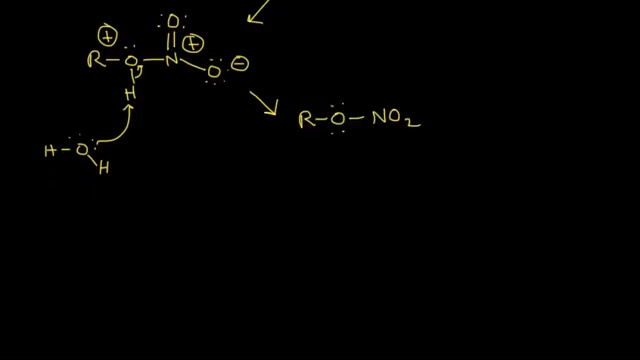 O
⊕ ⊕
R-O-N-O ⊖
H
R-O-NO₂
H-O
H